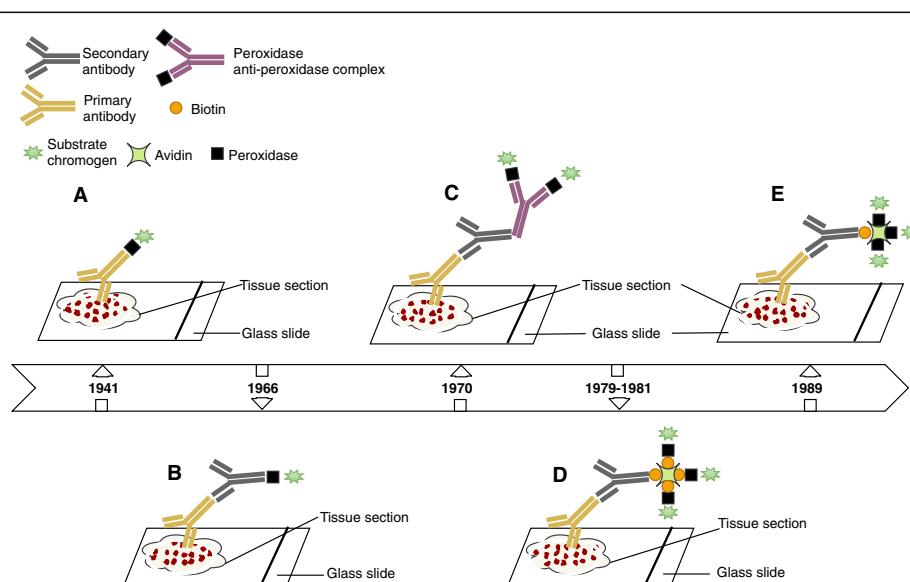 Secondary
antibody
Peroxidase
anti-peroxidase complex
Primary
antibody
Biotin
Substrate
chromogen
Avidin
Peroxidase
A
C
E
Tissue section
Glass slide
Tissue section
Glass slide
1941
1966
1970
1979-1981
1989
B
D
Tissue section
Glass slide
Tissue section
Glass slide